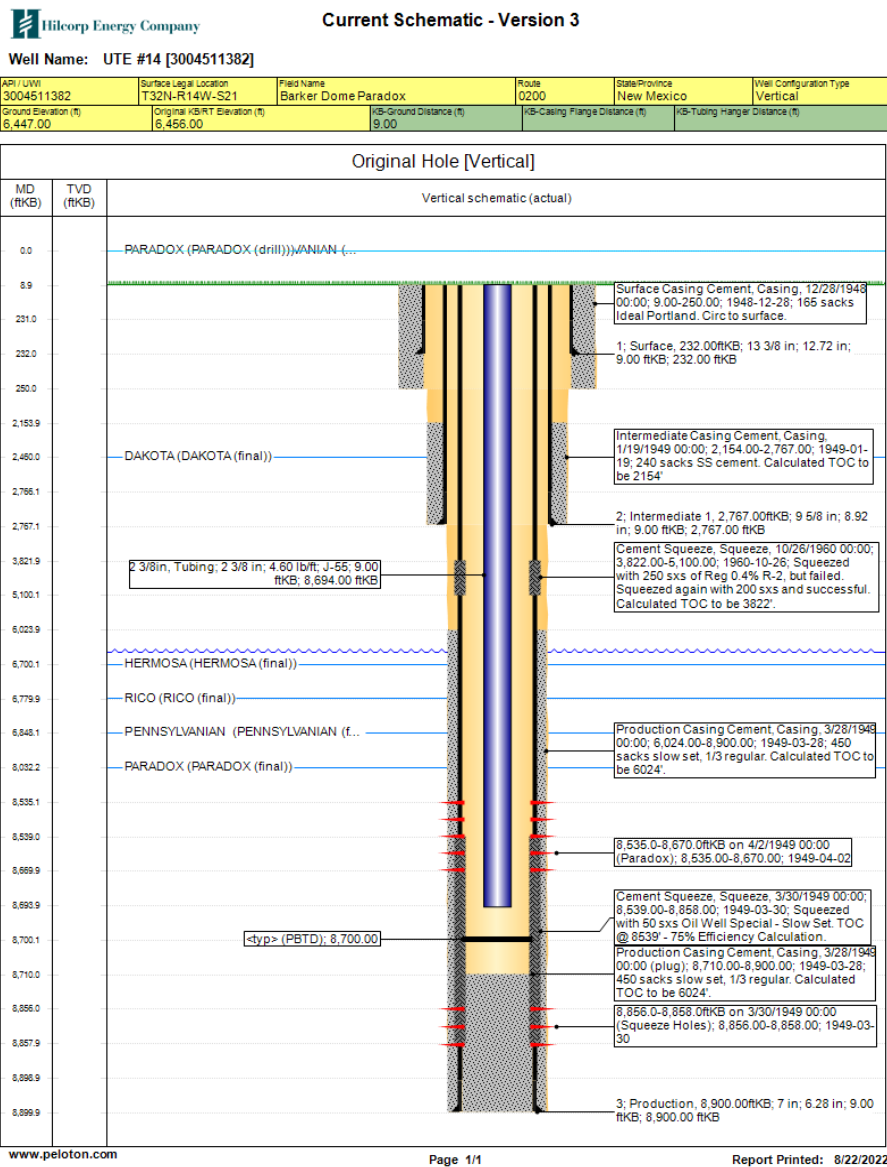 Hilcorp Energy Company
Current Schematic - Version 3
Well Name: UTE #14 [3004511382]
API / UWI
3004511382
Surface Legal Location
T32N-R14W-S21
Field Name
Barker Dome Paradox
Route
0200
State/Province
New Mexico
Well Configuration Type
Vertical
Ground Elevation (ft)
6,447.00
Original KB/RT Elevation (ft)
6,456.00
KB-Ground Distance (ft)
9.00
KB-Casing Flange Distance (ft)
KB-Tubing Hanger Distance (ft)
Original Hole [Vertical]
MD
(ftKB)
TVD
(ftKB)
Vertical schematic (actual)
0.0
PARADOX (PARADOX (drill))
8.9
Surface Casing Cement, Casing, 12/28/1948
00:00; 9.00-250.00; 1948-12-28; 165 sacks
Ideal Portland. Circ to surface.
231.0
232.0
1; Surface, 232.00ftKB; 13 3/8 in; 12.72 in;
9.00 ftKB; 232.00 ftKB
250.0
2,153.9
2,460.0
DAKOTA (DAKOTA (final))
Intermediate Casing Cement, Casing,
1/19/1949 00:00; 2,154.00-2,767.00; 1949-01-
19; 240 sacks SS cement. Calculated TOC to
be 2154'
2,766.1
2,767.1
2; Intermediate 1, 2,767.00ftKB; 9 5/8 in; 8.92
in; 9.00 ftKB; 2,767.00 ftKB
3,821.9
2 3/8in, Tubing; 2 3/8 in; 4.60 lb/ft; J-55; 9.00
ftKB; 8,694.00 ftKB
Cement Squeeze, Squeeze, 10/26/1960 00:00;
3,822.00-5,100.00; 1960-10-26; Squeezed
with 250 sxs of Reg 0.4% R-2, but failed.
Squeezed again with 200 sxs and successful.
Calculated TOC to be 3822'.
5,100.1
6,023.9
6,700.1
HERMOSA (HERMOSA (final))
6,779.9
RICO (RICO (final))
6,848.1
PENNSYLVANIAN (PENNSYLVANIAN (f...
Production Casing Cement, Casing, 3/28/1949
00:00; 6,024.00-8,900.00; 1949-03-28; 450
sacks slow set, 1/3 regular. Calculated TOC to
be 6024'.
8,032.2
PARADOX (PARADOX (final))
8,535.1
8,539.0
8,535.0-8,670.0ftKB on 4/2/1949 00:00
(Paradox); 8,535.00-8,670.00; 1949-04-02
8,669.9
8,693.9
Cement Squeeze, Squeeze, 3/30/1949 00:00;
8,539.00-8,858.00; 1949-03-30; Squeezed
with 50 sxs Oil Well Special - Slow Set. TOC
@ 8539' - 75% Efficiency Calculation.
8,700.1
<typ> (PBTD); 8,700.00
8,710.0
Production Casing Cement, Casing, 3/28/1949
00:00 (plug); 8,710.00-8,900.00; 1949-03-28;
450 sacks slow set, 1/3 regular. Calculated
TOC to be 6024'.
8,856.0
8,856.0-8,858.0ftKB on 3/30/1949 00:00
(Squeeze Holes); 8,856.00-8,858.00; 1949-03-
30
8,857.9
8,898.9
8,899.9
3; Production, 8,900.00ftKB; 7 in; 6.28 in; 9.00
ftKB; 8,900.00 ftKB
www.peloton.com
Page 1/1
Report Printed: 8/22/2022